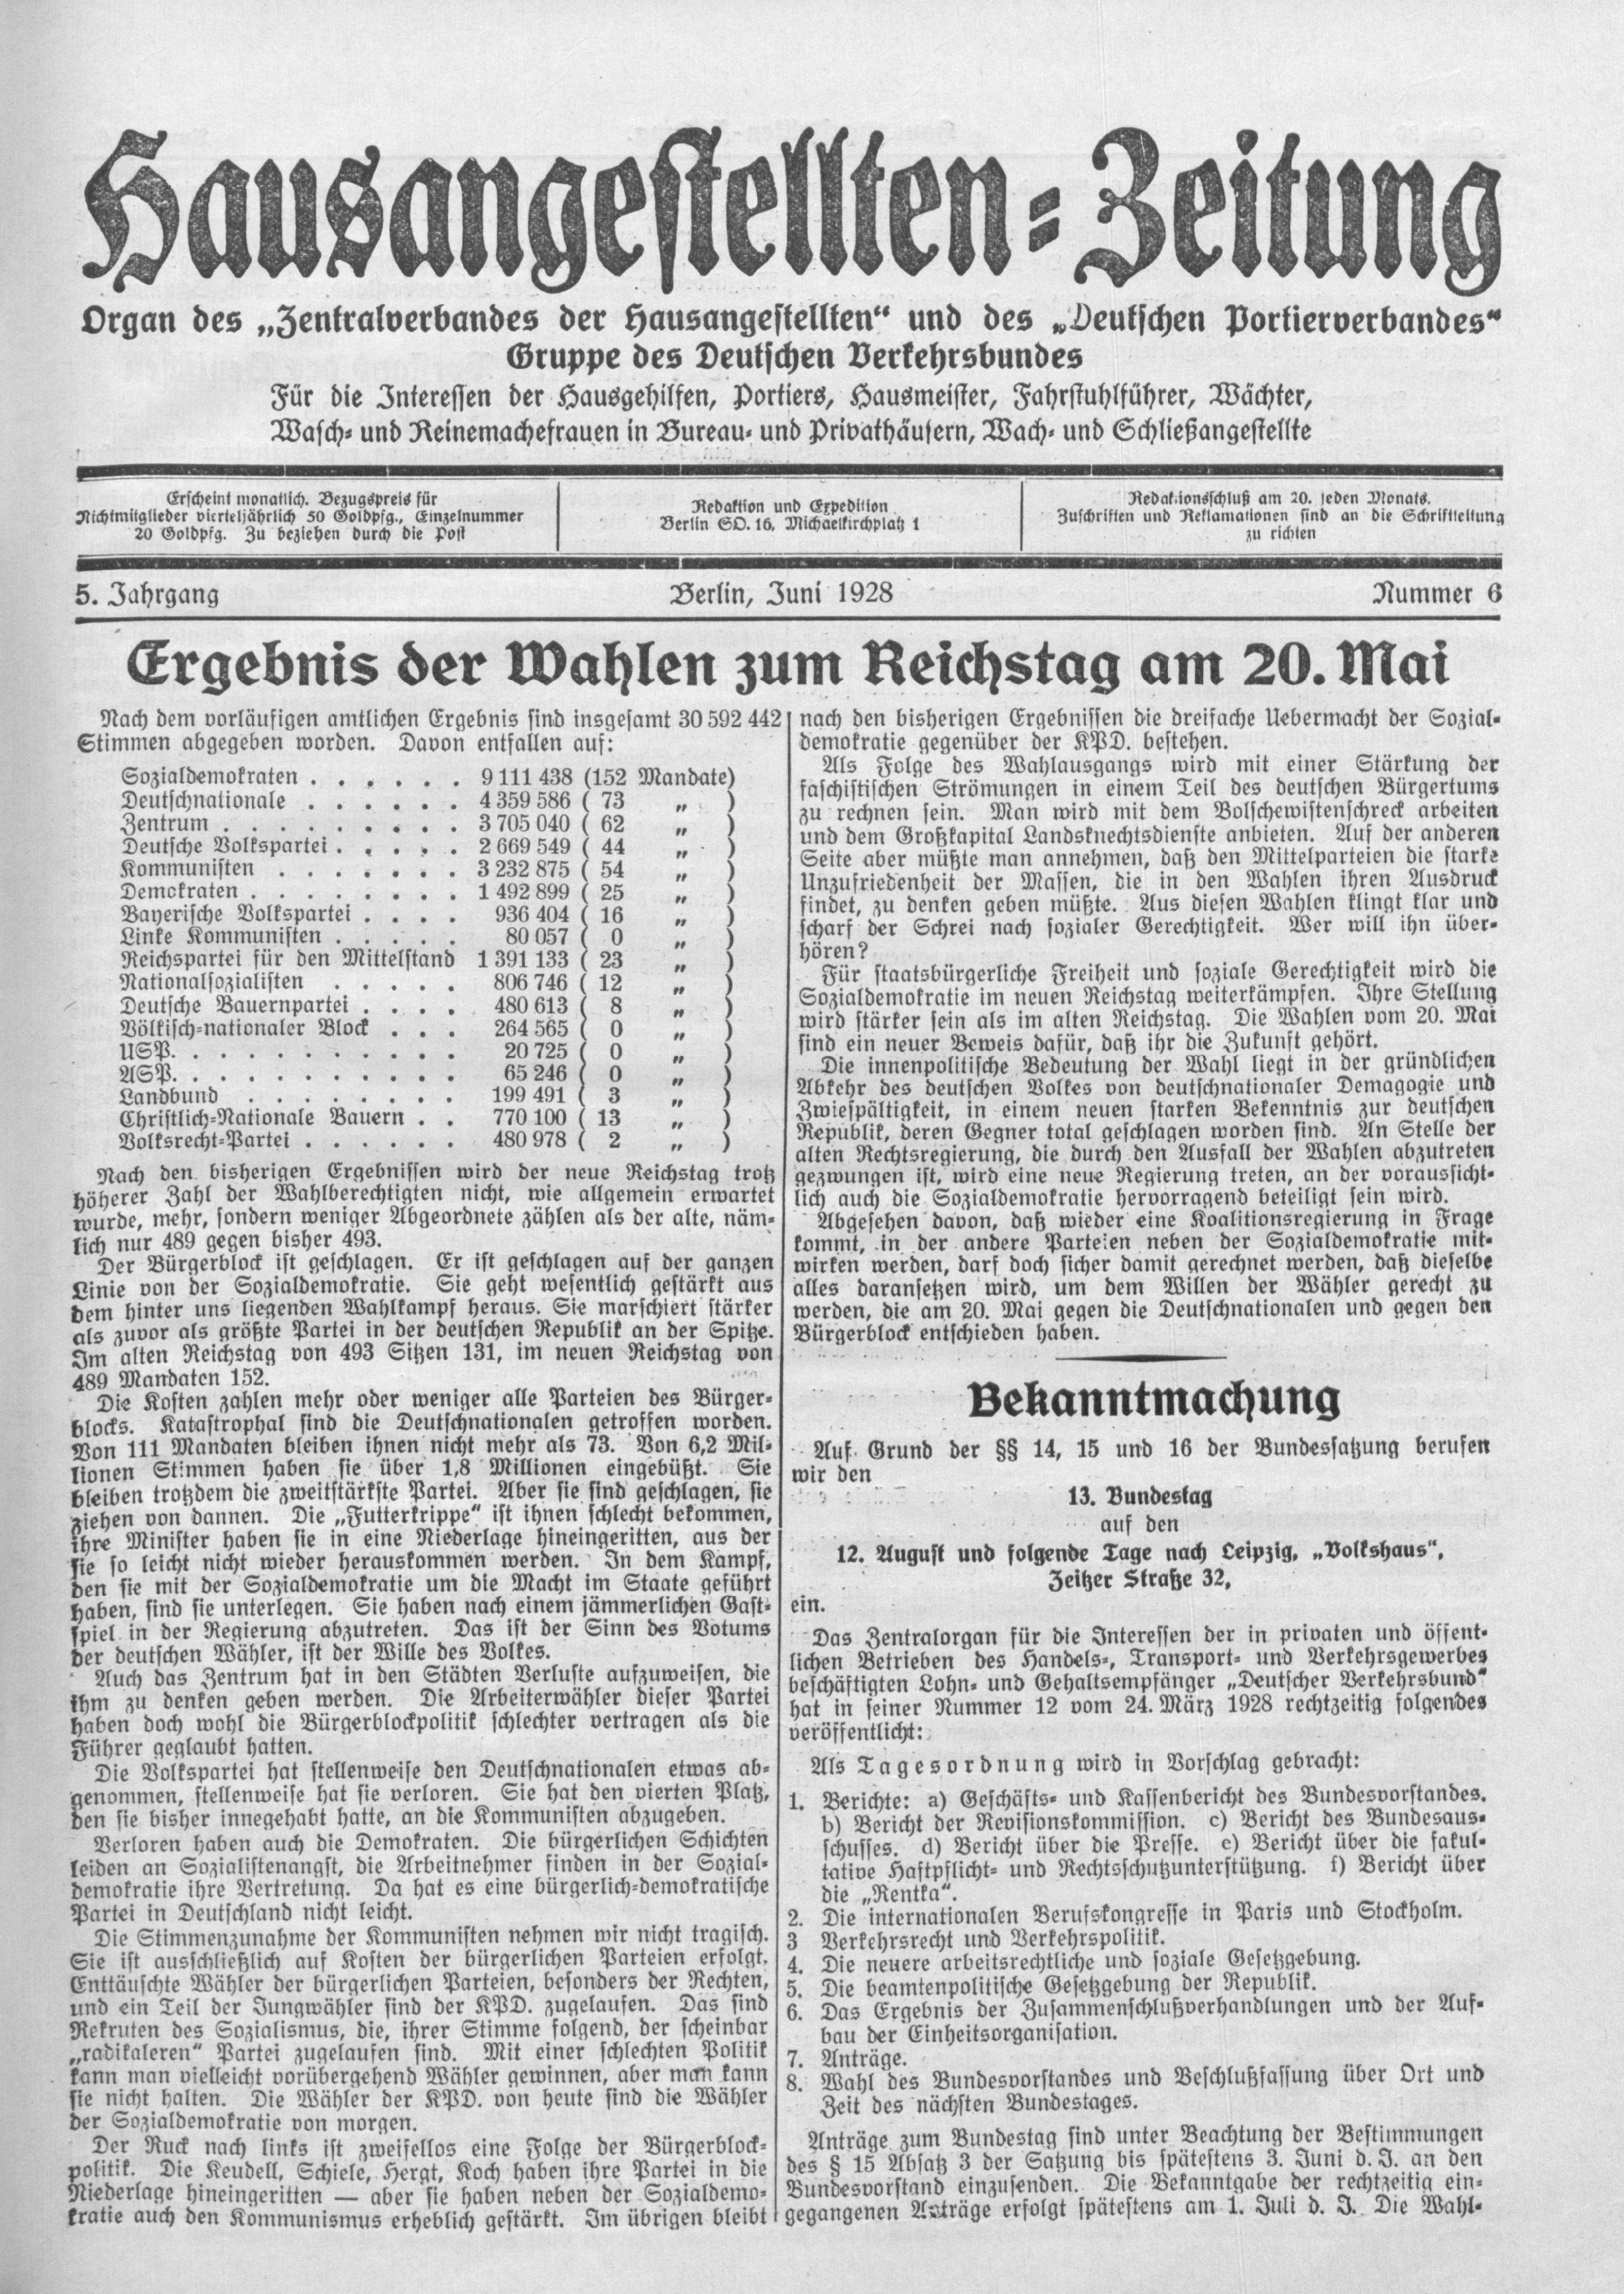 Hausangestellten-Zeitung
Organ des „Zentralverbandes der Hausangestellten“ und des „Deutschen Portierverbandes“
Gruppe des Deutschen Verkehrsbundes
Für die Interessen der Hausgehilfen, Portiers, Hausmeister, Fahrstuhlführer, Wächter,
Wasch- und Reinemachefrauen in Bureau- und Privathäusern, Wach- und Schließangestellte
Erscheint monatlich. Bezugspreis für
Nichtmitglieder vierteljährlich 50 Goldpfg., Einzelnummer
20 Goldpfg. Zu beziehen durch die Post
Redaktion und Expedition
Berlin SO. 16, Michaelkirchplatz 1
Redaktionsschluß am 20. jeden Monats.
Zuschriften und Reklamationen sind an die Schriftleitung
zu richten
5. Jahrgang
Berlin, Juni 1928
Nummer 6
Ergebnis der Wahlen zum Reichstag am 20. Mai
Nach dem vorläufigen amtlichen Ergebnis sind insgesamt 30 592 442
Stimmen abgegeben worden. Davon entfallen auf:
Sozialdemokraten . . . . . . 9 111 438 (152 Mandate)
Deutschnationale . . . . . . 4 359 586 ( 73 „ )
Zentrum . . . . . . . . . 3 705 040 ( 62 „ )
Deutsche Volkspartei . . . . . 2 669 549 ( 44 „ )
Kommunisten . . . . . . . 3 232 875 ( 54 „ )
Demokraten . . . . . . . . 1 492 899 ( 25 „ )
Bayerische Volkspartei . . . . 936 404 ( 16 „ )
Linke Kommunisten . . . . . 80 057 ( 0 „ )
Reichspartei für den Mittelstand 1 391 133 ( 23 „ )
Nationalsozialisten . . . . . 806 746 ( 12 „ )
Deutsche Bauernpartei . . . . 480 613 ( 8 „ )
Völkisch-nationaler Block . . . 264 565 ( 0 „ )
USP. . . . . . . . . . . 20 725 ( 0 „ )
ASP. . . . . . . . . . . 65 246 ( 0 „ )
Landbund . . . . . . . . 199 491 ( 3 „ )
Christlich-Nationale Bauern . . 770 100 ( 13 „ )
Volksrecht-Partei . . . . . . 480 978 ( 2 „ )
Nach den bisherigen Ergebnissen wird der neue Reichstag trotz
höherer Zahl der Wahlberechtigten nicht, wie allgemein erwartet
wurde, mehr, sondern weniger Abgeordnete zählen als der alte, näm-
lich nur 489 gegen bisher 493.
Der Bürgerblock ist geschlagen. Er ist geschlagen auf der ganzen
Linie von der Sozialdemokratie. Sie geht wesentlich gestärkt aus
dem hinter uns liegenden Wahlkampf heraus. Sie marschiert stärker
als zuvor als größte Partei in der deutschen Republik an der Spitze.
Im alten Reichstag von 493 Sitzen 131, im neuen Reichstag von
489 Mandaten 152.
Die Kosten zahlen mehr oder weniger alle Parteien des Bürger-
blocks. Katastrophal sind die Deutschnationalen getroffen worden.
Von 111 Mandaten bleiben ihnen nicht mehr als 73. Von 6,2 Mil-
lionen Stimmen haben sie über 1,8 Millionen eingebüßt. Sie
bleiben trotzdem die zweitstärkste Partei. Aber sie sind geschlagen, sie
ziehen von dannen. Die „Futterkrippe“ ist ihnen schlecht bekommen,
ihre Minister haben sie in eine Niederlage hineingeritten, aus der
sie so leicht nicht wieder herauskommen werden. In dem Kampf,
den sie mit der Sozialdemokratie um die Macht im Staate geführt
haben, sind sie unterlegen. Sie haben nach einem jämmerlichen Gast-
spiel in der Regierung abzutreten. Das ist der Sinn des Votums
der deutschen Wähler, ist der Wille des Volkes.
Auch das Zentrum hat in den Städten Verluste aufzuweisen, die
ihm zu denken geben werden. Die Arbeiterwähler dieser Partei
haben doch wohl die Bürgerblockpolitik schlechter vertragen als die
Führer geglaubt hatten.
Die Volkspartei hat stellenweise den Deutschnationalen etwas ab-
genommen, stellenweise hat sie verloren. Sie hat den vierten Platz,
den sie bisher innegehabt hatte, an die Kommunisten abzugeben.
Verloren haben auch die Demokraten. Die bürgerlichen Schichten
leiden an Sozialistenangst, die Arbeitnehmer finden in der Sozial-
demokratie ihre Vertretung. Da hat es eine bürgerlich-demokratische
Partei in Deutschland nicht leicht.
Die Stimmenzunahme der Kommunisten nehmen wir nicht tragisch.
Sie ist ausschließlich auf Kosten der bürgerlichen Parteien erfolgt.
Enttäuschte Wähler der bürgerlichen Parteien, besonders der Rechten,
und ein Teil der Jungwähler sind der KPD. zugelaufen. Das sind
Rekruten des Sozialismus, die, ihrer Stimme folgend, der scheinbar
„radikaleren“ Partei zugelaufen sind. Mit einer schlechten Politik
kann man vielleicht vorübergehend Wähler gewinnen, aber man kann
sie nicht halten. Die Wähler der KPD. von heute sind die Wähler
der Sozialdemokratie von morgen.
Der Ruck nach links ist zweifellos eine Folge der Bürgerblock-
politik. Die Keudell, Schiele, Hergt, Koch haben ihre Partei in die
Niederlage hineingeritten — aber sie haben neben der Sozialdemo-
kratie auch den Kommunismus erheblich gestärkt. Im übrigen bleibt
nach den bisherigen Ergebnissen die dreifache Uebermacht der Sozial-
demokratie gegenüber der KPD. bestehen.
Als Folge des Wahlausgangs wird mit einer Stärkung der
faschistischen Strömungen in einem Teil des deutschen Bürgertums
zu rechnen sein. Man wird mit dem Bolschewistenschreck arbeiten
und dem Großkapital Landsknechtsdienste anbieten. Auf der anderen
Seite aber müßte man annehmen, daß den Mittelparteien die starke
Unzufriedenheit der Massen, die in den Wahlen ihren Ausdruck
findet, zu denken geben müßte. Aus diesen Wahlen klingt klar und
scharf der Schrei nach sozialer Gerechtigkeit. Wer will ihn über-
hören?
Für staatsbürgerliche Freiheit und soziale Gerechtigkeit wird die
Sozialdemokratie im neuen Reichstag weiterkämpfen. Ihre Stellung
wird stärker sein als im alten Reichstag. Die Wahlen vom 20. Mai
sind ein neuer Beweis dafür, daß ihr die Zukunft gehört.
Die innenpolitische Bedeutung der Wahl liegt in der gründlichen
Abkehr des deutschen Volkes von deutschnationaler Demagogie und
Zwiespältigkeit, in einem neuen starken Bekenntnis zur deutschen
Republik, deren Gegner total geschlagen worden sind. An Stelle der
alten Rechtsregierung, die durch den Ausfall der Wahlen abzutreten
gezwungen ist, wird eine neue Regierung treten, an der voraussicht-
lich auch die Sozialdemokratie hervorragend beteiligt sein wird.
Abgesehen davon, daß wieder eine Koalitionsregierung in Frage
kommt, in der andere Parteien neben der Sozialdemokratie mit-
wirken werden, darf doch sicher damit gerechnet werden, daß dieselbe
alles daransetzen wird, um dem Willen der Wähler gerecht zu
werden, die am 20. Mai gegen die Deutschnationalen und gegen den
Bürgerblock entschieden haben.
Bekanntmachung
Auf Grund der §§ 14, 15 und 16 der Bundessatzung berufen
wir den
13. Bundestag
auf den
12. August und folgende Tage nach Leipzig, „Volkshaus“,
Zeitzer Straße 32,
ein.
Das Zentralorgan für die Interessen der in privaten und öffent-
lichen Betrieben des Handels-, Transport- und Verkehrsgewerbes
beschäftigten Lohn- und Gehaltsempfänger „Deutscher Verkehrsbund“
hat in seiner Nummer 12 vom 24. März 1928 rechtzeitig folgendes
veröffentlicht:
Als Tagesordnung wird in Vorschlag gebracht:
1. Berichte: a) Geschäfts- und Kassenbericht des Bundesvorstandes.
b) Bericht der Revisionskommission. c) Bericht des Bundesaus-
schusses. d) Bericht über die Presse. e) Bericht über die fakul-
tative Haftpflicht- und Rechtsschutzunterstützung. f) Bericht über
die „Rentka“.
2. Die internationalen Berufskongresse in Paris und Stockholm.
3 Verkehrsrecht und Verkehrspolitik.
4. Die neuere arbeitsrechtliche und soziale Gesetzgebung.
5. Die beamtenpolitische Gesetzgebung der Republik.
6. Das Ergebnis der Zusammenschlußverhandlungen und der Auf-
bau der Einheitsorganisation.
7. Anträge.
8. Wahl des Bundesvorstandes und Beschlußfassung über Ort und
Zeit des nächsten Bundestages.
Anträge zum Bundestag sind unter Beachtung der Bestimmungen
des § 15 Absatz 3 der Satzung bis spätestens 3. Juni d. J. an den
Bundesvorstand einzusenden. Die Bekanntgabe der rechtzeitig ein-
gegangenen Anträge erfolgt spätestens am 1. Juli d. J. Die Wahl-